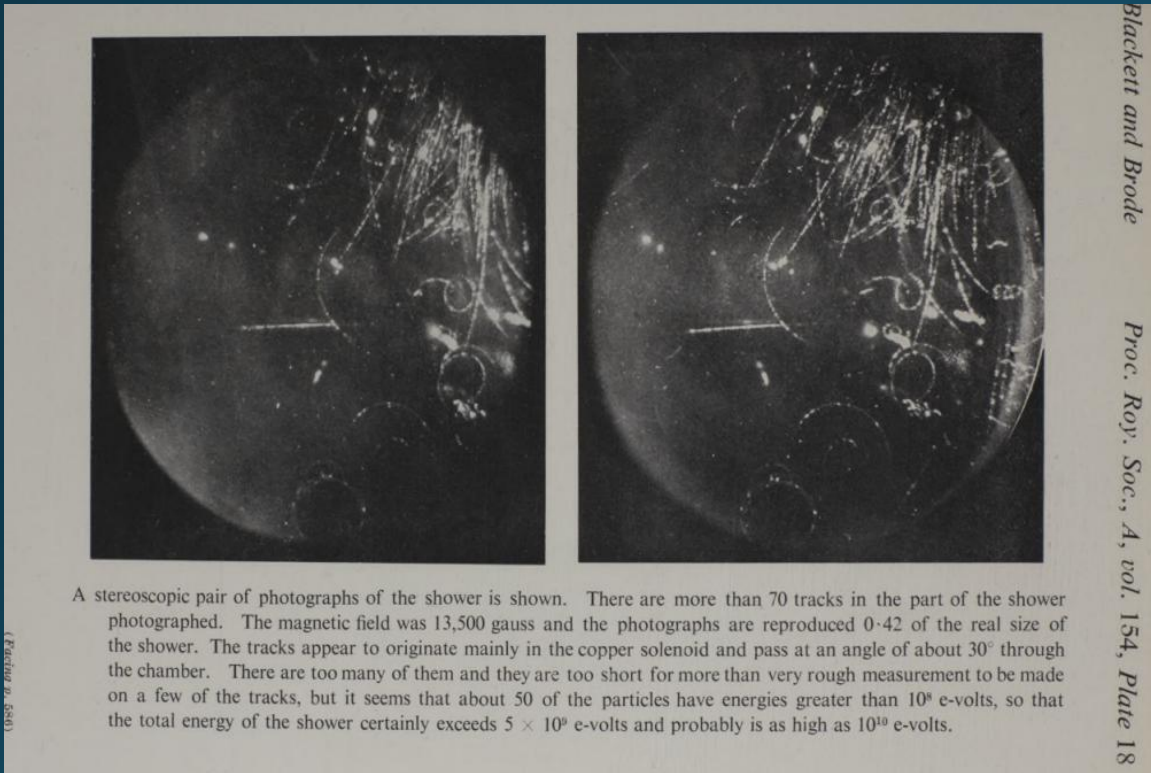 Blackett and Brode
Proc. Roy. Soc., A, vol. 154, Plate 18
A stereoscopic pair of photographs of the shower is shown. There are more than 70 tracks in the part of the shower
photographed. The magnetic field was 13,500 gauss and the photographs are reproduced 0·42 of the real size of
the shower. The tracks appear to originate mainly in the copper solenoid and pass at an angle of about 30° through
the chamber. There are too many of them and they are too short for more than very rough measurement to be made
on a few of the tracks, but it seems that about 50 of the particles have energies greater than 10⁸ e-volts, so that
the total energy of the shower certainly exceeds 5 × 10⁹ e-volts and probably is as high as 10¹⁰ e-volts.
(Facing p. 586)